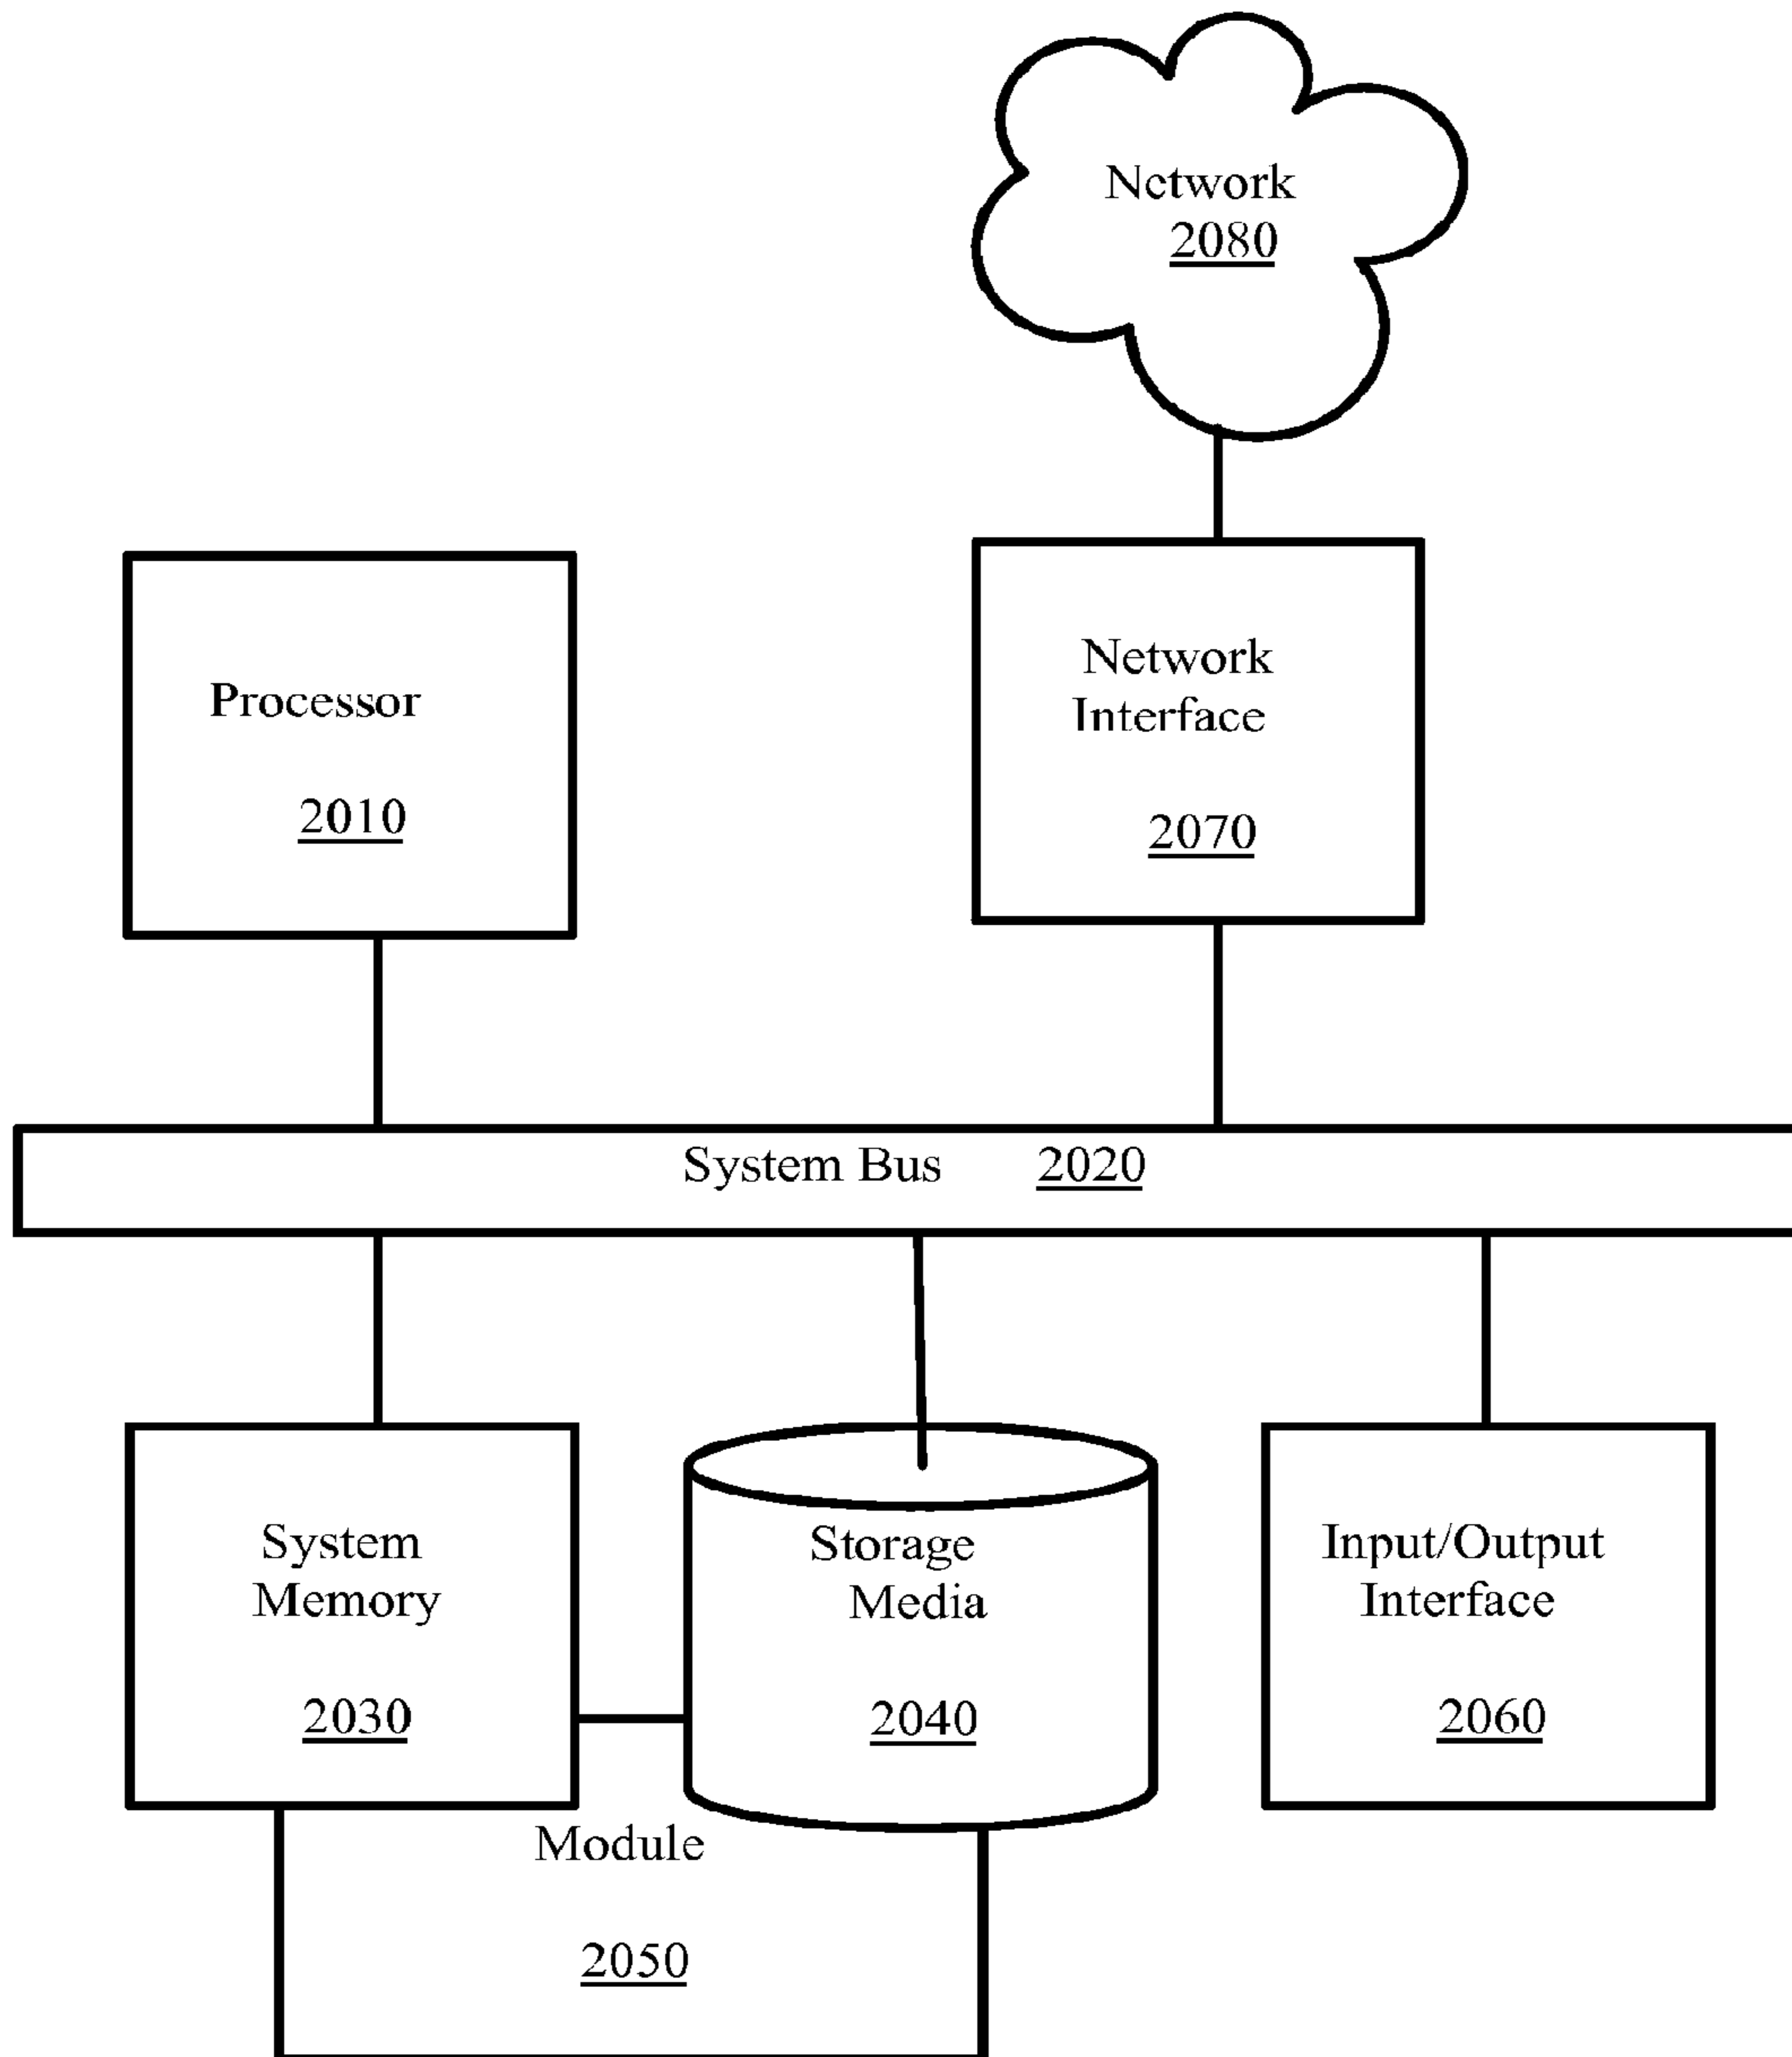 Network
2080
Processor
2010
Network
Interface
2070
System Bus 2020
System
Memory
2030
Storage
Media
2040
Input/Output
Interface
2060
Module
2050